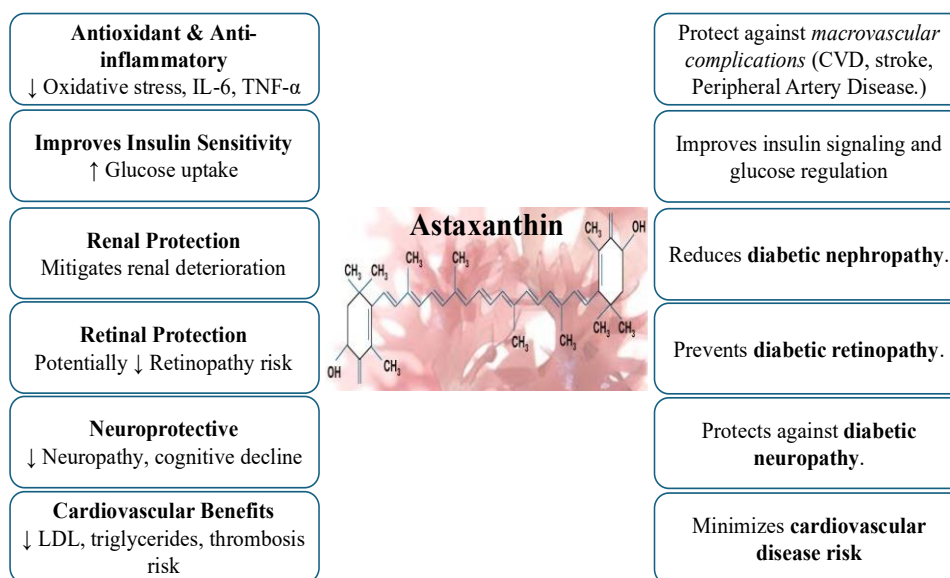 Antioxidant & Anti-
inflammatory
↓ Oxidative stress, IL-6, TNF-α
Improves Insulin Sensitivity
↑ Glucose uptake
Renal Protection
Mitigates renal deterioration
Retinal Protection
Potentially ↓ Retinopathy risk
Neuroprotective
↓ Neuropathy, cognitive decline
Cardiovascular Benefits
↓ LDL, triglycerides, thrombosis
risk
Astaxanthin
CH₃
CH₃
CH₃
CH₃
CH₃
OH
CH₃
OH
CH₃
CH₃
CH₃
CH₃
Protect against macrovascular
complications (CVD, stroke,
Peripheral Artery Disease.)
Improves insulin signaling and
glucose regulation
Reduces diabetic nephropathy.
Prevents diabetic retinopathy.
Protects against diabetic
neuropathy.
Minimizes cardiovascular
disease risk